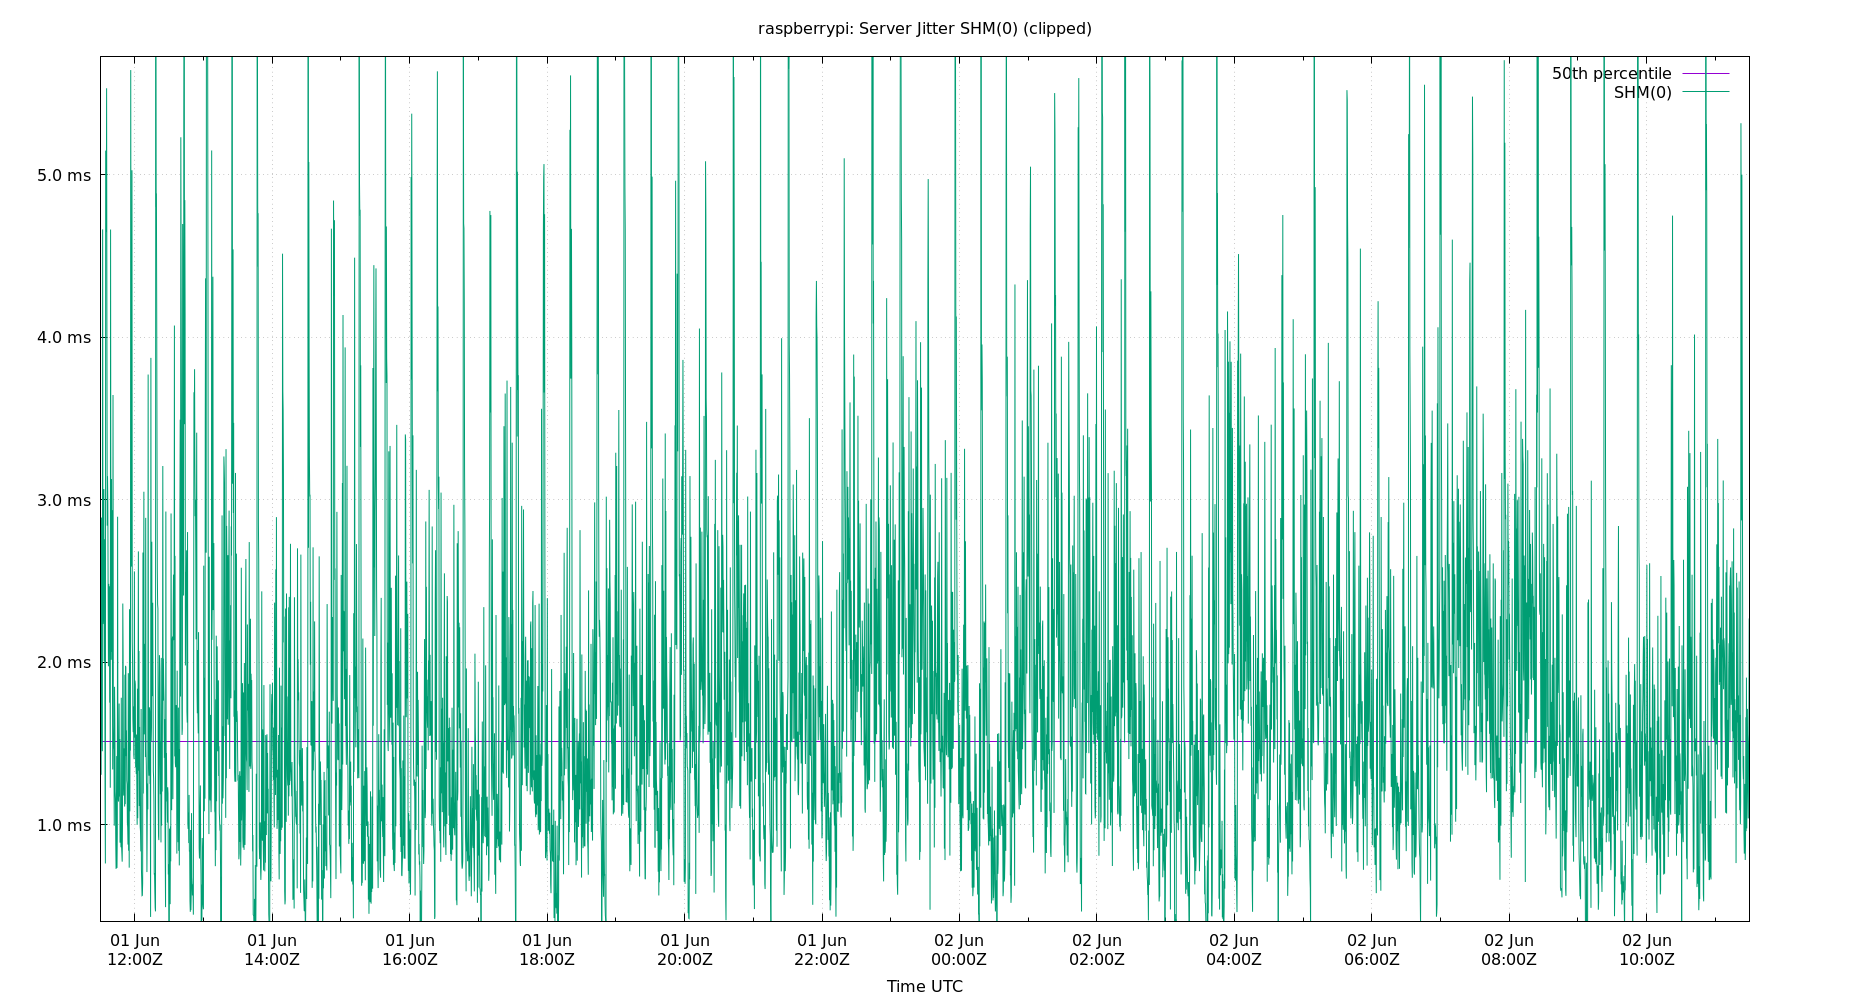 raspberrypi: Server Jitter SHM(0) (clipped)
50th percentile
SHM(0)
5.0 ms
4.0 ms
3.0 ms
2.0 ms
1.0 ms
01 Jun 01 Jun 01 Jun 01 Jun 01 Jun 01 Jun 02 Jun 02 Jun 02 Jun 02 Jun 02 Jun 02 Jun
12:00Z 14:00Z 16:00Z 18:00Z 20:00Z 22:00Z 00:00Z 02:00Z 04:00Z 06:00Z 08:00Z 10:00Z
Time UTC